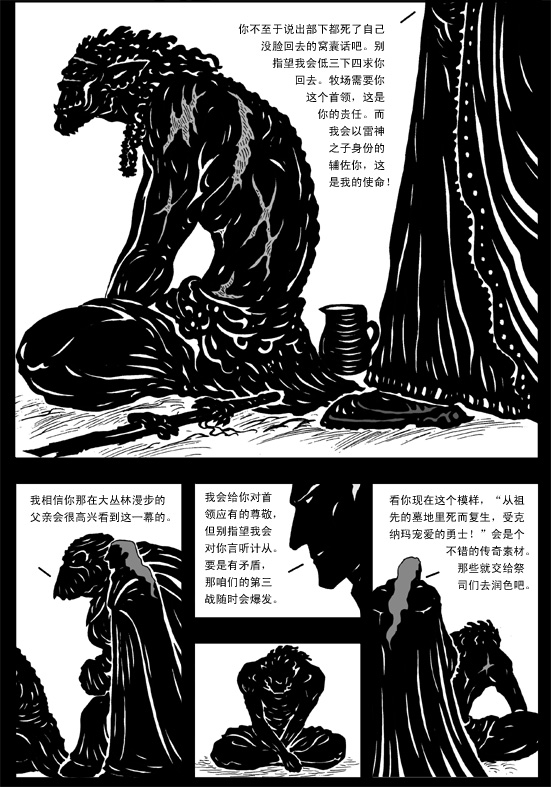 你不至于说出部下都死了自己
没脸回去的窝囊话吧。别
指望我会低三下四求你
回去。牧场需要你
这个首领，这是
你的责任。而
我会以雷神
之子身份的
辅佐你，这
是我的使命！
我相信你那在大丛林漫步的
父亲会很高兴看到这一幕的。
我会给你对首
领应有的尊敬，
但别指望我会
对你言听计从。
要是有矛盾，
那咱们的第三
战随时会爆发。
看你现在这个模样，“从祖
先的墓地里死而复生，受克
纳玛宠爱的勇士！”会是个
不错的传奇素材。
那些就交给祭
司们去润色吧。